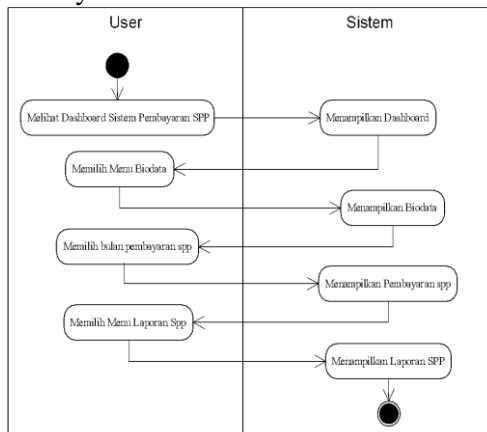 User
Sistem
Melihat Dashboard Sistem Pembayaran SPP
Menampilkan Dashboard
Memilih Menu Biodata
Menampilkan Biodata
Memilih bulan pembayaran spp
Menampilkan Pembayaran spp
Memilih Menu Laporan Spp
Menampilkan Laporan SPP